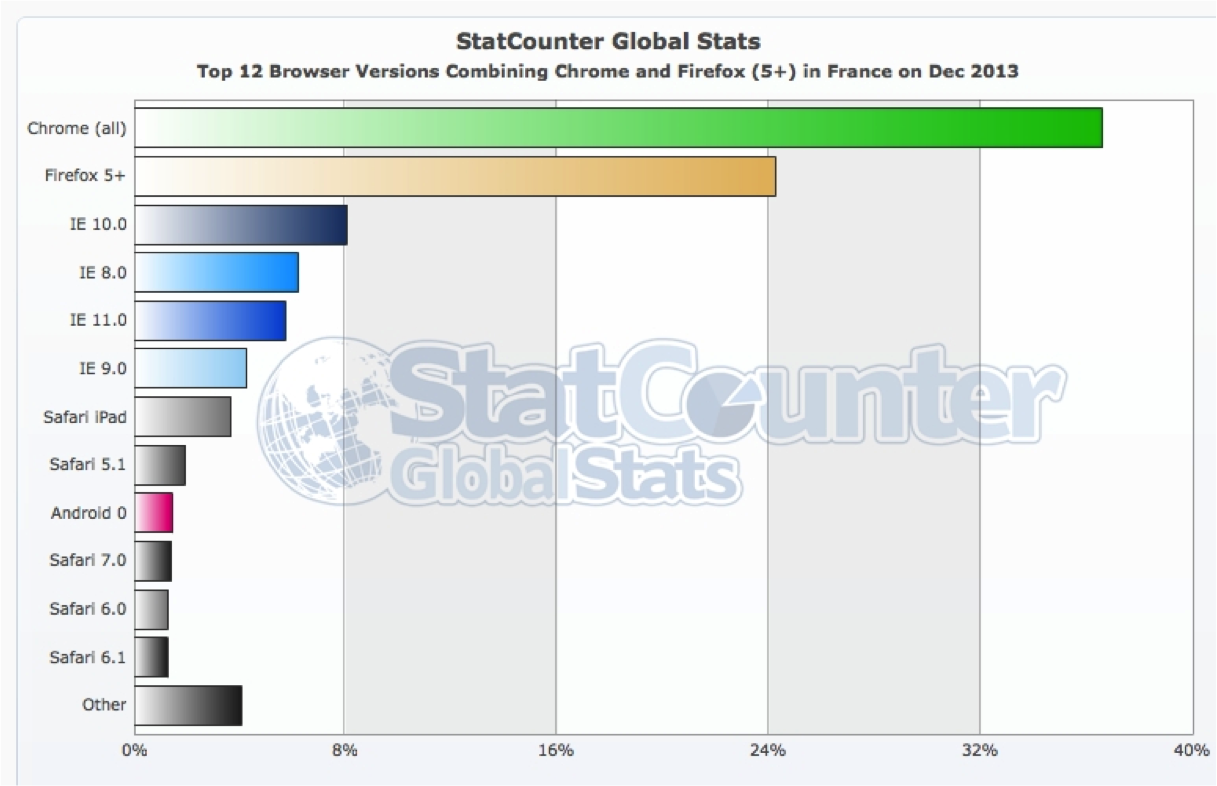 StatCounter Global Stats
Top 12 Browser Versions Combining Chrome and Firefox (5+) in France on Dec 2013
Chrome (all)
Firefox 5+
IE 10.0
IE 8.0
IE 11.0
IE 9.0
Safari iPad
Safari 5.1
Android 0
Safari 7.0
Safari 6.0
Safari 6.1
Other
StatCounter
GlobalStats
0% 8% 16% 24% 32% 40%